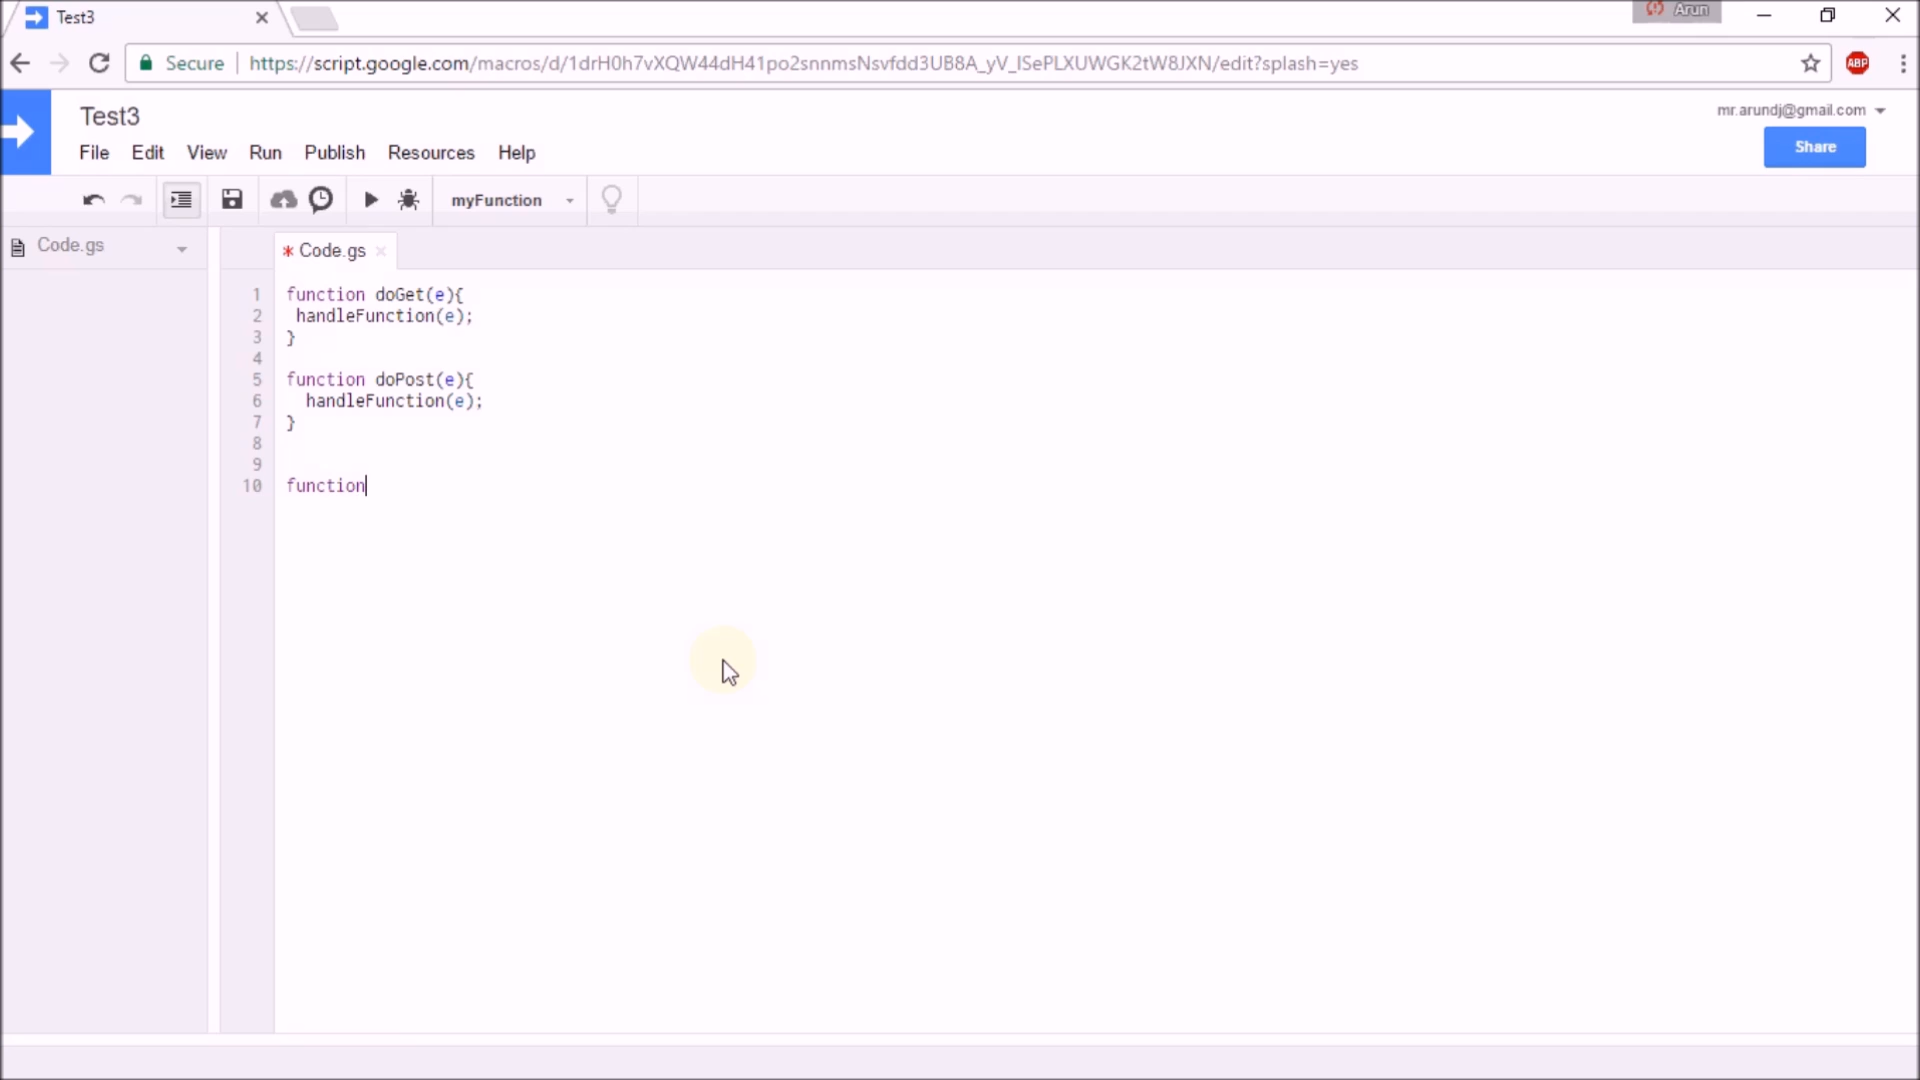 Test3
Arun
Secure https://script.google.com/macros/d/1drH0h7vXQW44dH41po2snnmsNsvfdd3UB8A_yV_lSePLXUWGK2tW8JXN/edit?splash=yes
ABP
Test3
mr.arundj@gmail.com
File Edit View Run Publish Resources Help
Share
myFunction
Code.gs
* Code.gs
1 function doGet(e){
2 handleFunction(e);
3 }
4
5 function doPost(e){
6 handleFunction(e);
7 }
8
9
10 function